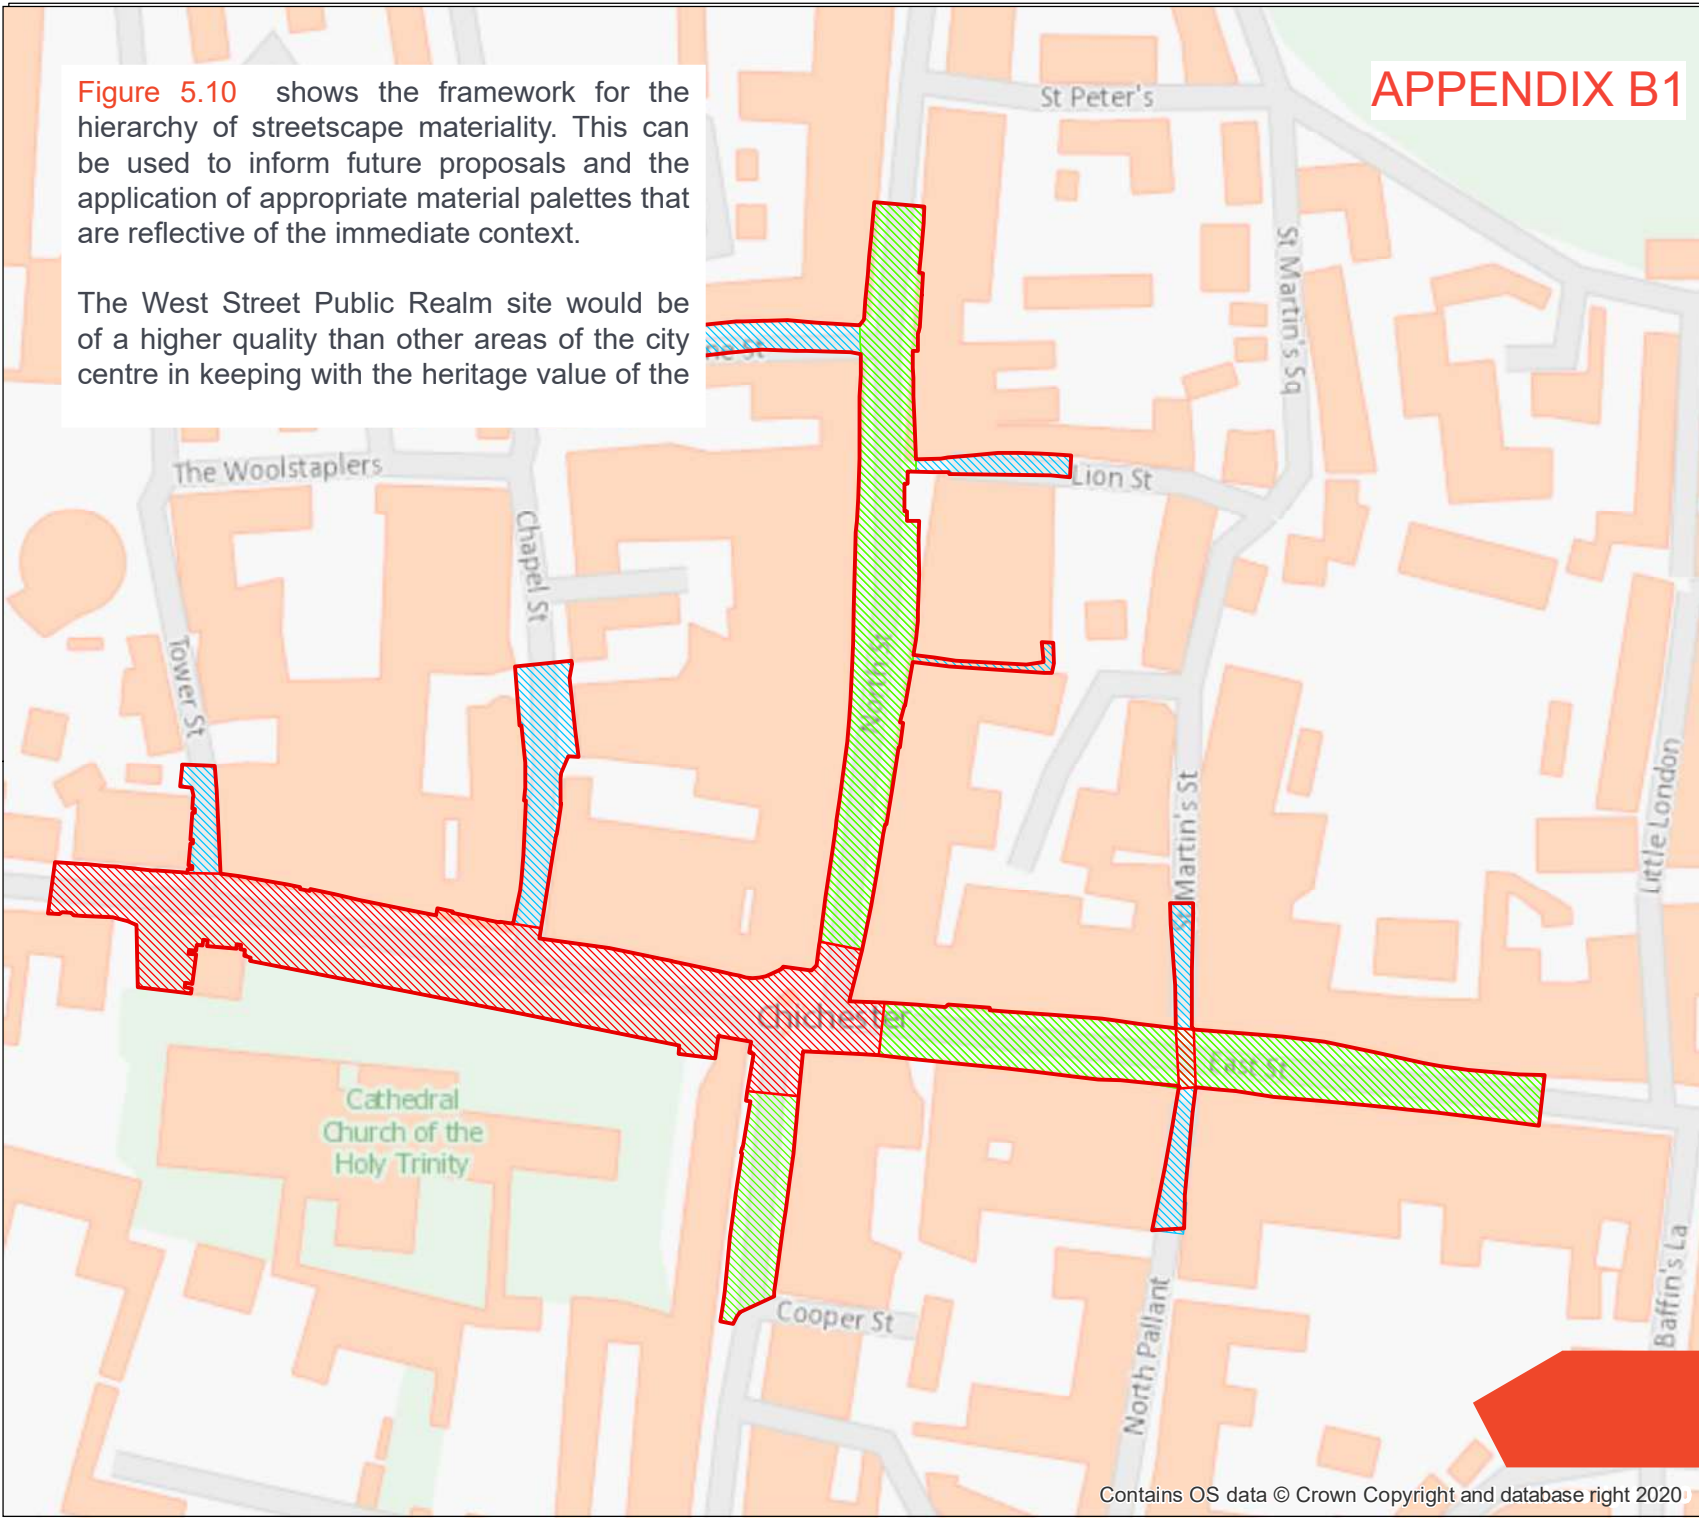 APPENDIX B1
Figure 5.10 shows the framework for the
hierarchy of streetscape materiality. This can
be used to inform future proposals and the
application of appropriate material palettes that
are reflective of the immediate context.
The West Street Public Realm site would be
of a higher quality than other areas of the city
centre in keeping with the heritage value of the
St Peter's
St Martin's Sq
ne St
The Woolstaplers
Lion St
Chapel St
Tower St
North St
St Martin's St
Little London
Chichester
East St
Cathedral
Church of the
Holy Trinity
Cooper St
North Pallant
Baffin's La
Contains OS data © Crown Copyright and database right 2020